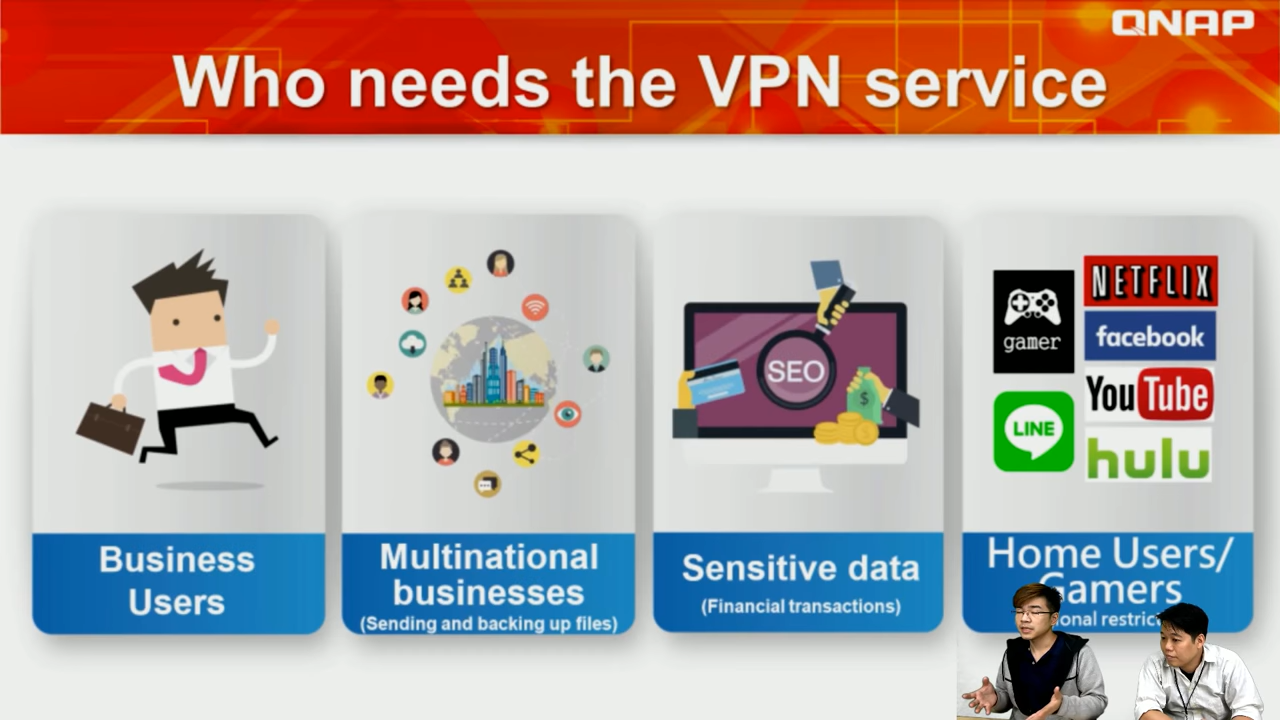 QNAP
Who needs the VPN service
SEO
$
gamer
NETFLIX
facebook
LINE
YouTube
hulu
Business
Users
Multinational
businesses
(Sending and backing up files)
Sensitive data
(Financial transactions)
Home Users/
Gamers